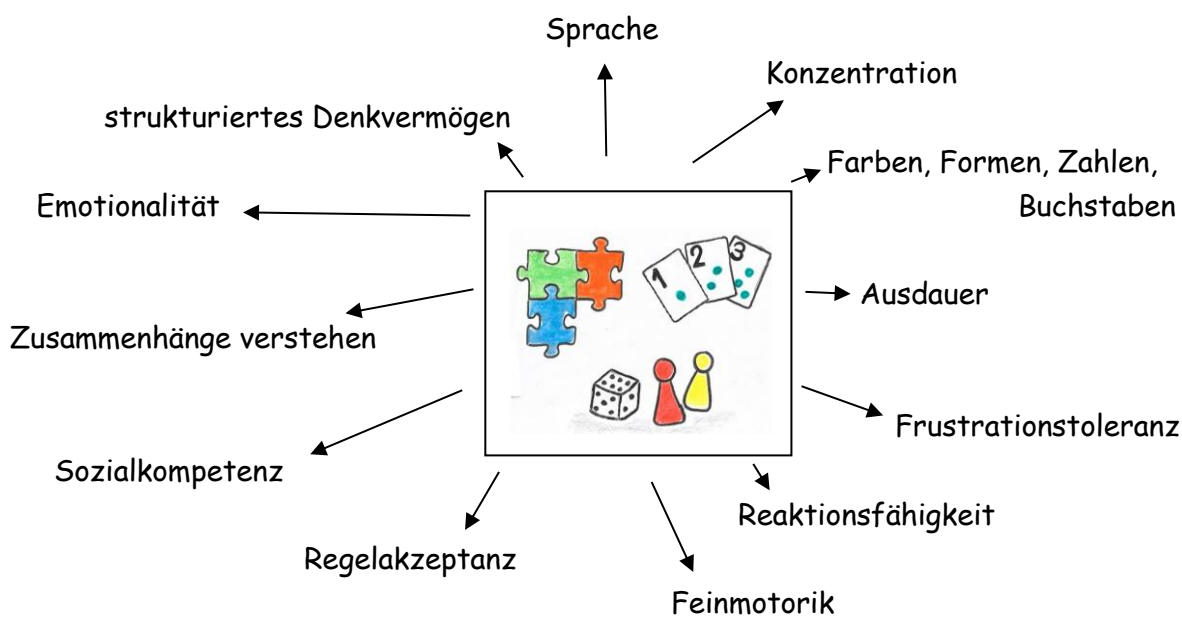 Sprache
Konzentration
strukturiertes Denkvermögen
Farben, Formen, Zahlen,
Buchstaben
Emotionalität
1 2 3
Ausdauer
Zusammenhänge verstehen
Frustrationstoleranz
Sozialkompetenz
Reaktionsfähigkeit
Regelakzeptanz
Feinmotorik